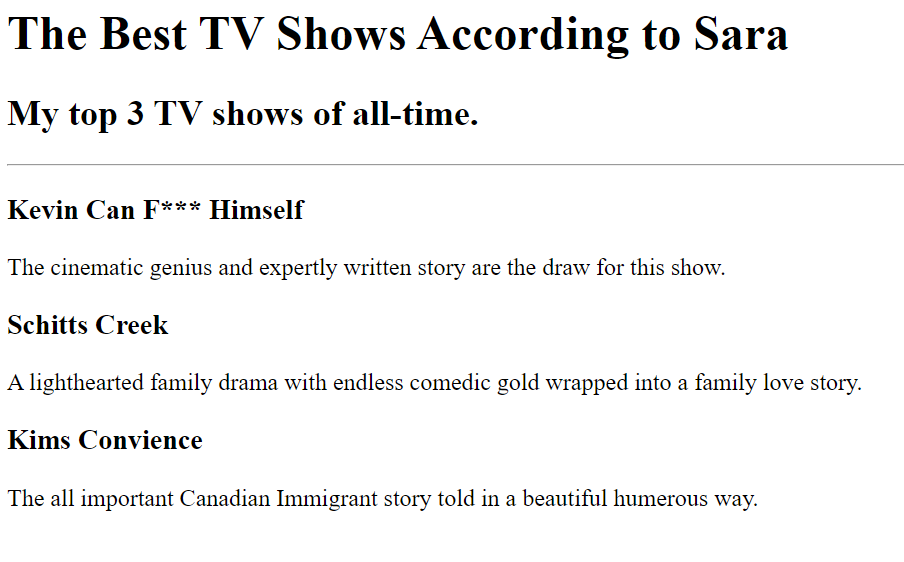 The Best TV Shows According to Sara
My top 3 TV shows of all-time.
Kevin Can F*** Himself
The cinematic genius and expertly written story are the draw for this show.
Schitts Creek
A lighthearted family drama with endless comedic gold wrapped into a family love story.
Kims Convience
The all important Canadian Immigrant story told in a beautiful humerous way.